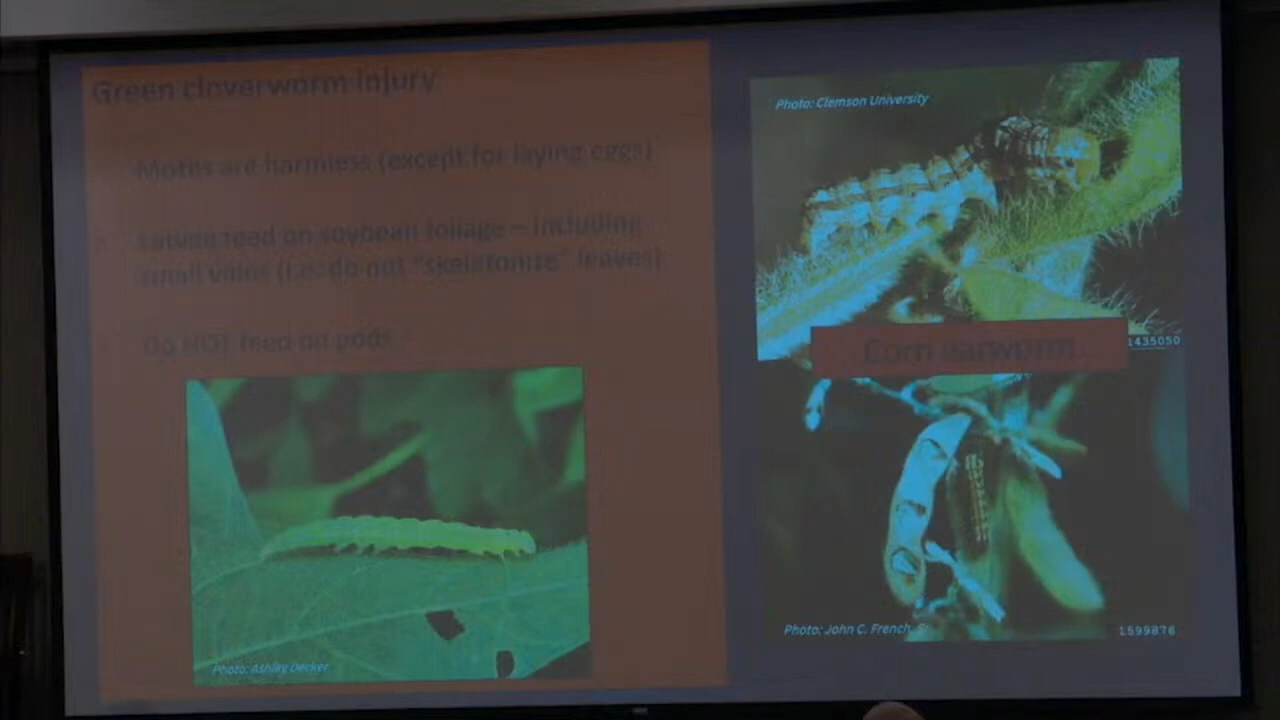 Green cloverworm injury
Moths are harmless (except for laying eggs)
Larvae feed on soybean foliage – including
small veins (i.e. do not "skeletonize" leaves)
Do NOT feed on pods
Photo: Ashley Decker
Photo: Clemson University
1435050
Corn earworm
Photo: John C. French
1599876